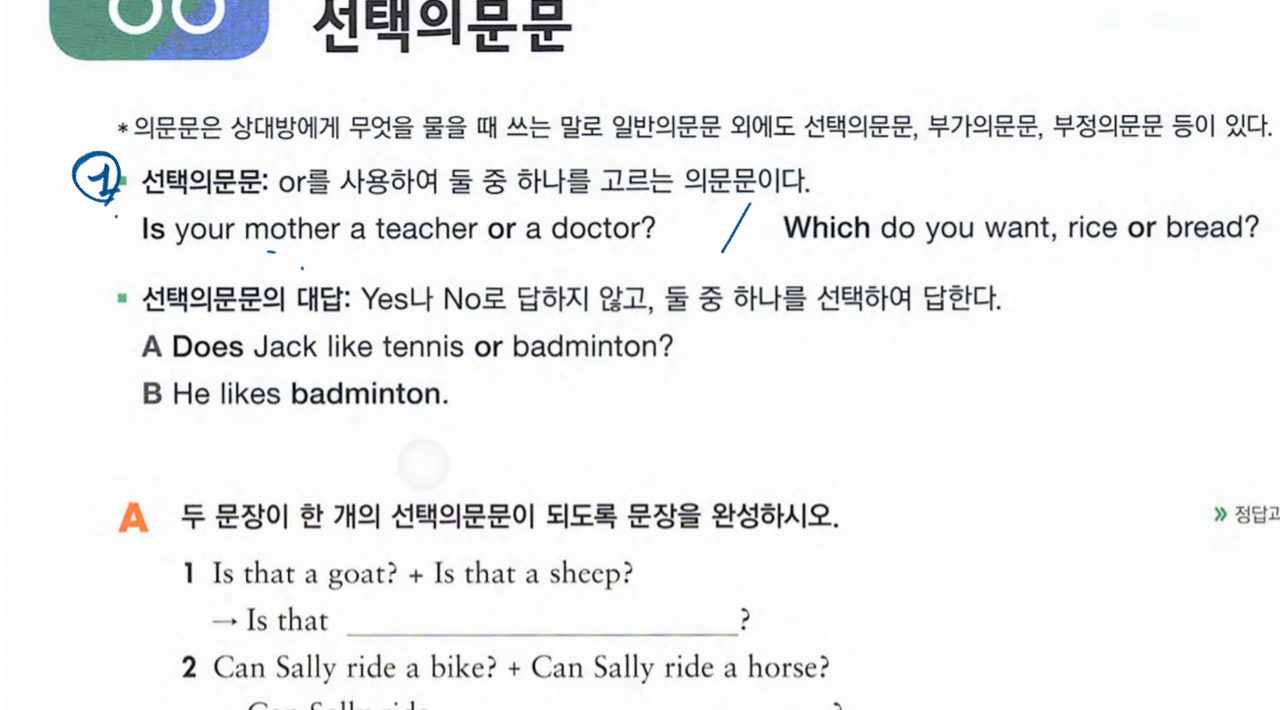 선택의문문
* 의문문은 상대방에게 무엇을 물을 때 쓰는 말로 일반의문문 외에도 선택의문문, 부가의문문, 부정의문문 등이 있다.
1
선택의문문: or를 사용하여 둘 중 하나를 고르는 의문문이다.
Is your mother a teacher or a doctor? / Which do you want, rice or bread?
선택의문문의 대답: Yes나 No로 답하지 않고, 둘 중 하나를 선택하여 답한다.
A Does Jack like tennis or badminton?
B He likes badminton.
A 두 문장이 한 개의 선택의문문이 되도록 문장을 완성하시오.
» 정답과
1 Is that a goat? + Is that a sheep?
→ Is that ?
2 Can Sally ride a bike? + Can Sally ride a horse?
Can Sally ride ?